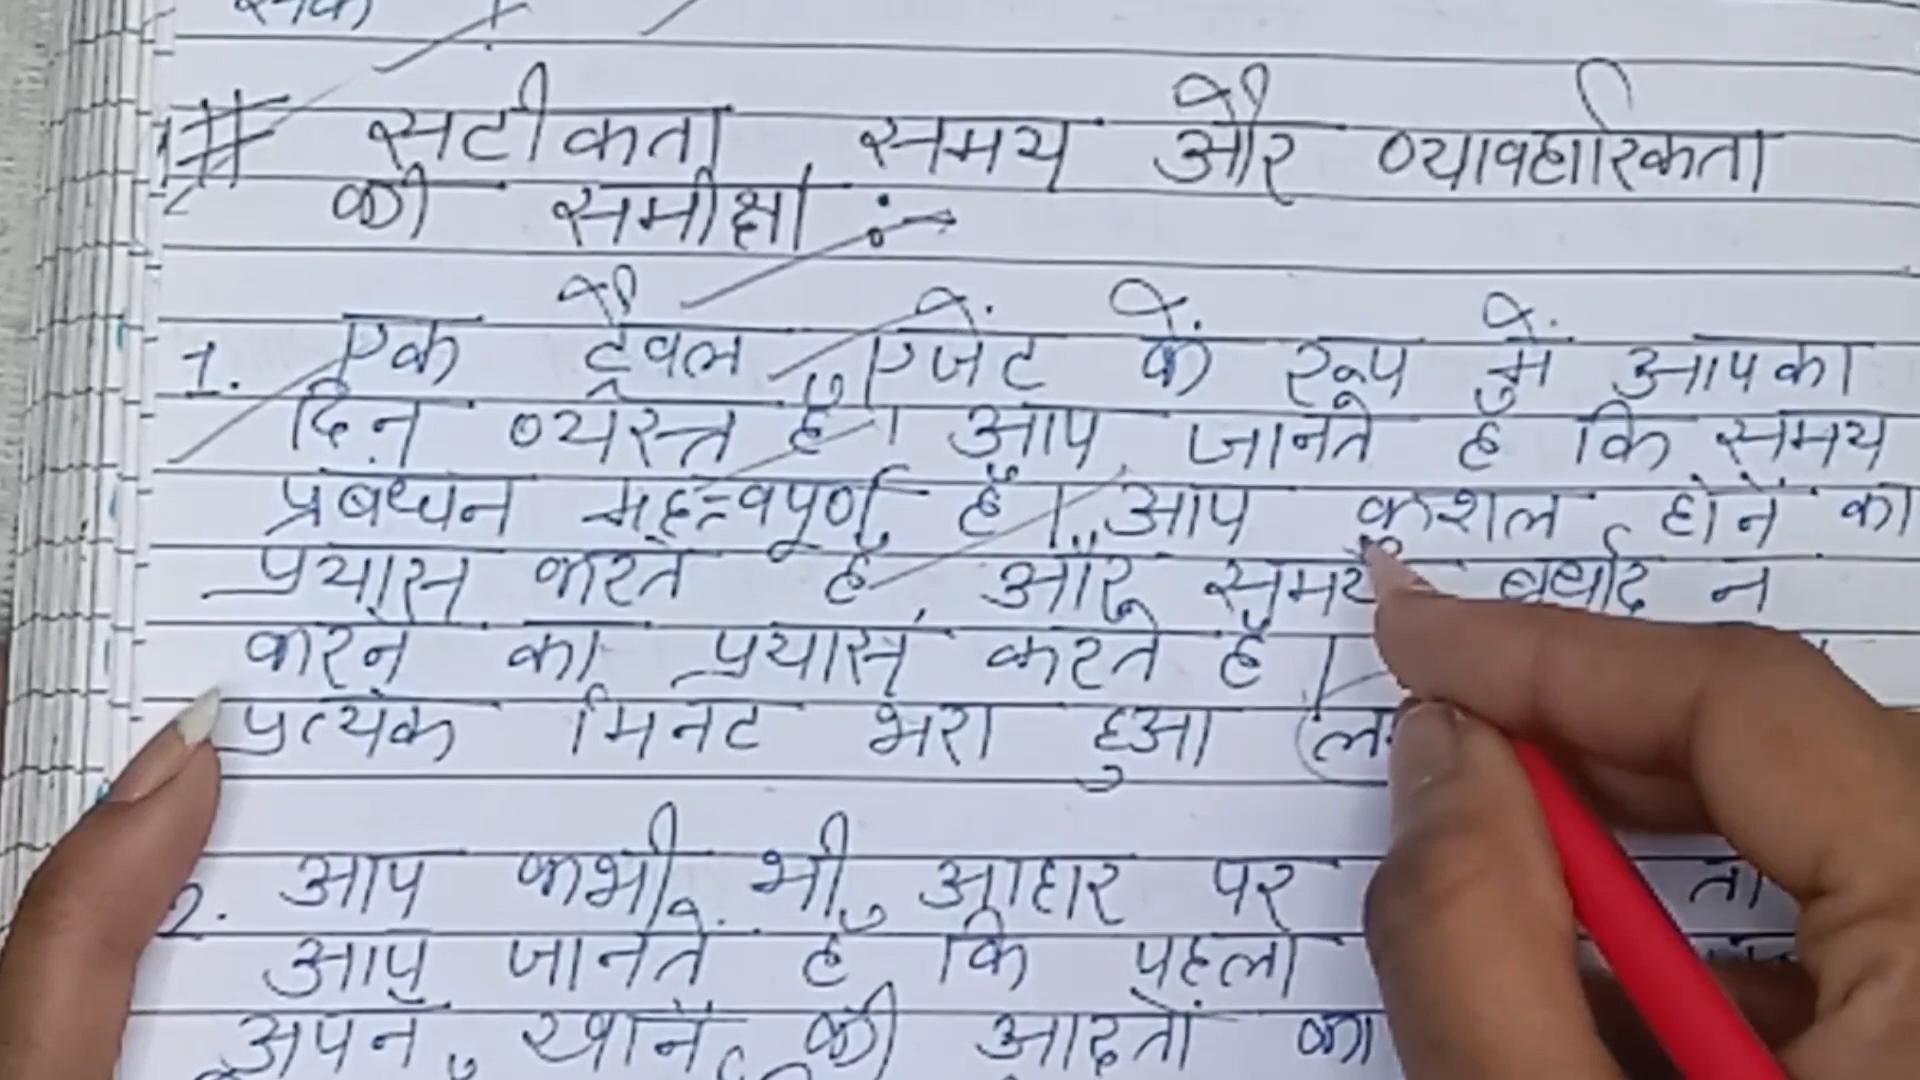 # सटीकता, समय और व्यावहारिकता
की समीक्षा :-
1. एक ट्रैवल एजेंट के रूप में आपका
दिन व्यस्त है। आप जानते हैं कि समय
प्रबधन महत्वपूर्ण है। आप कुशल होने का
प्रयास करते हैं, और समय बर्बाद न
करने का प्रयास करते हैं।
प्रत्येक मिनट भरा हुआ
2. आप कभी भी आहार पर
आप जानते हैं कि पहला
अपने खाने की आदतों का